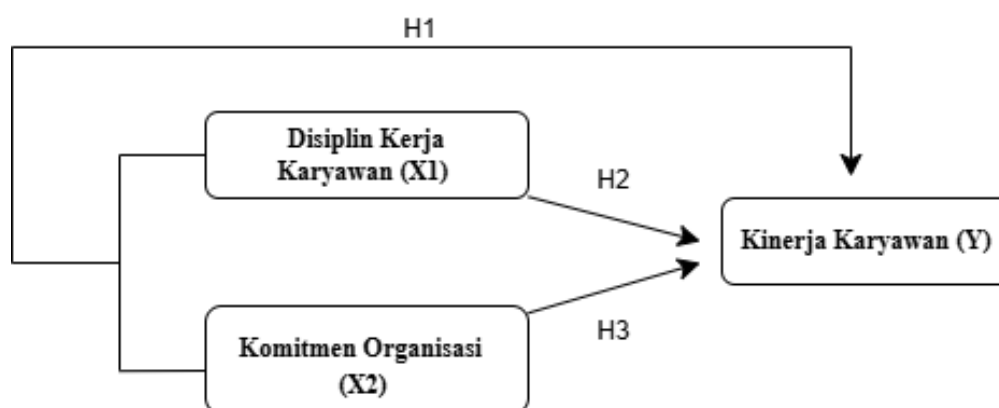 H1
Disiplin Kerja
Karyawan (X1)
H2
Kinerja Karyawan (Y)
H3
Komitmen Organisasi
(X2)